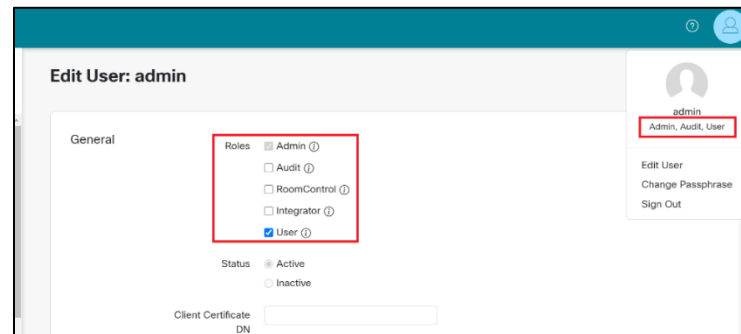 Edit User: admin
admin
Admin, Audit, User
Edit User
Change Passphrase
Sign Out
General
Roles
Admin
Audit
RoomControl
Integrator
User
Status
Active
Inactive
Client Certificate
DN